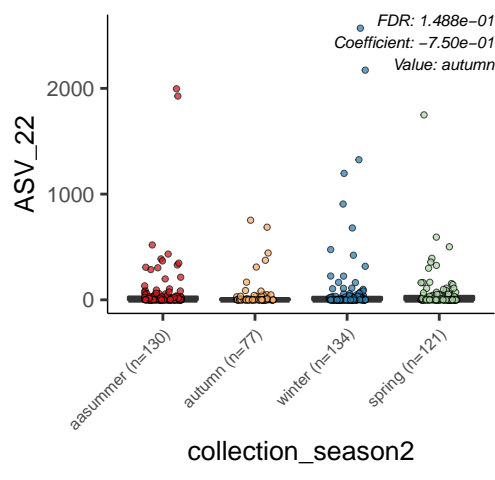 FDR: 1.488e−01
Coefficient: −7.50e−01
Value: autumn
2000
1000
0
ASV_22
aasummer (n=130)
autumn (n=77)
winter (n=134)
spring (n=121)
collection_season2